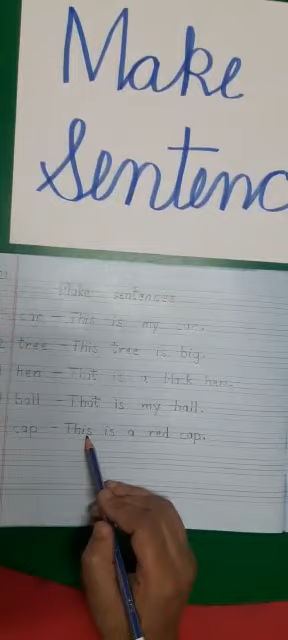 Make
Sentenc
Make sentences
car - This is my car.
tree - This tree is big.
hen - That is a black hen.
ball - That is my ball.
cap - This is a red cap.